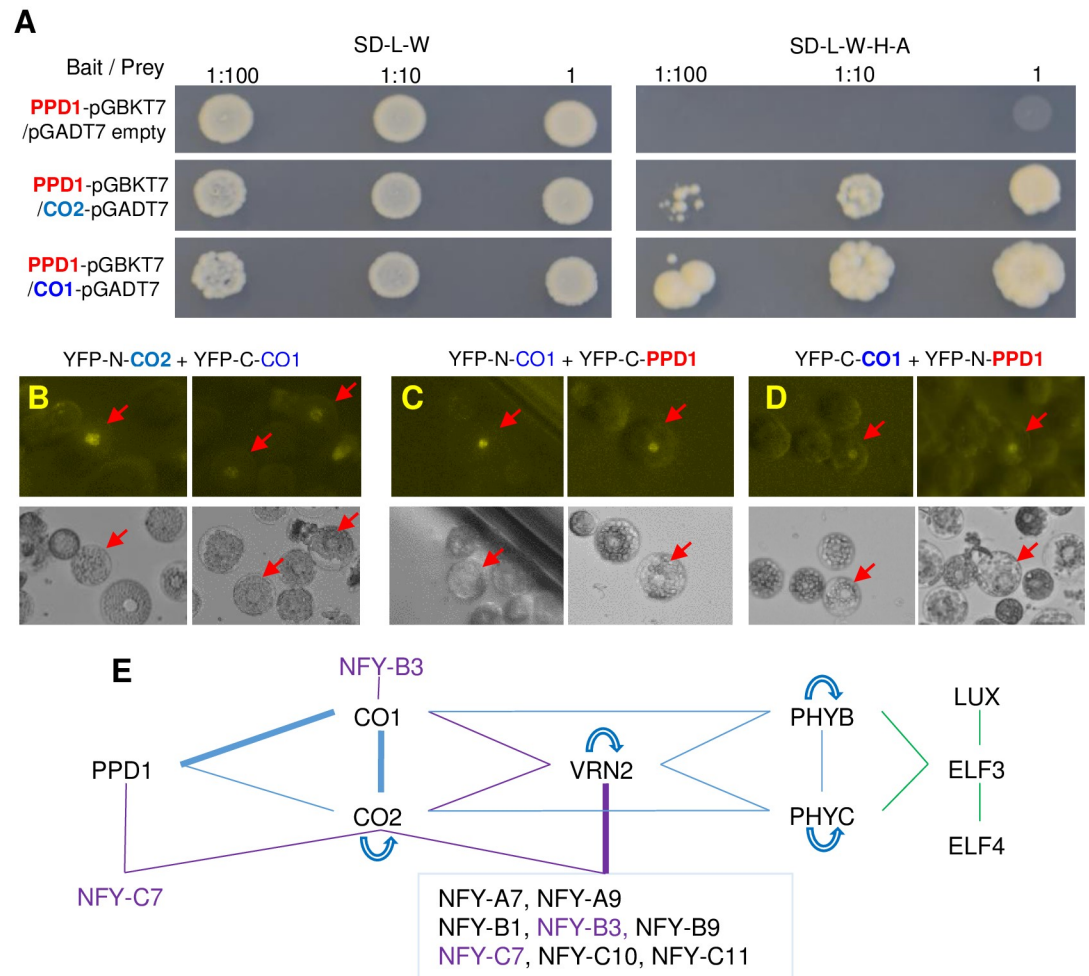 A
SD-L-W
SD-L-W-H-A
Bait / Prey
1:100
1:10
1
1:100
1:10
1
PPD1-pGBKT7
/pGADT7 empty
PPD1-pGBKT7
/CO2-pGADT7
PPD1-pGBKT7
/CO1-pGADT7
YFP-N-CO2 + YFP-C-CO1
YFP-N-CO1 + YFP-C-PPD1
YFP-C-CO1 + YFP-N-PPD1
B
C
D
E
NFY-B3
CO1
PPD1
CO2
NFY-C7
VRN2
PHYB
PHYC
LUX
ELF3
ELF4
NFY-A7, NFY-A9
NFY-B1, NFY-B3, NFY-B9
NFY-C7, NFY-C10, NFY-C11